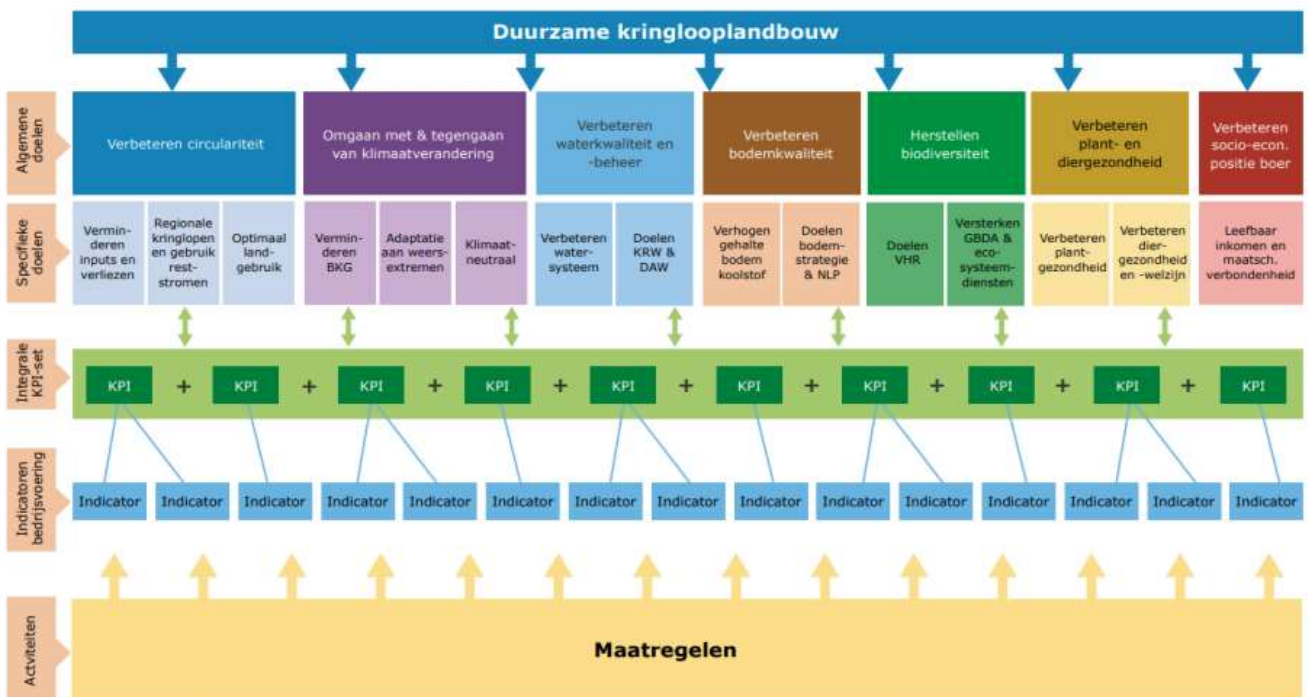 Duurzame kringlooplandbouw
Algemene
doelen
Verbeteren circulariteit
Omgaan met & tegengaan
van klimaatverandering
Verbeteren
waterkwaliteit en
-beheer
Verbeteren
bodemkwaliteit
Herstellen
biodiversiteit
Verbeteren
plant- en
diergezondheid
Verbeteren
socio-econ.
positie boer
Specifieke
doelen
Vermin-
deren
inputs en
verliezen
Regionale
kringlopen
en gebruik
rest-
stromen
Optimaal
land-
gebruik
Vermin-
deren
BKG
Adaptatie
aan weers-
extremen
Klimaat-
neutraal
Verbeteren
water-
systeem
Doelen
KRW &
DAW
Verhogen
gehalte
bodem
koolstof
Doelen
bodem-
strategie
& NLP
Doelen
VHR
Versterken
GBDA &
eco-
systeem-
diensten
Verbeteren
plant-
gezondheid
Verbeteren
dier-
gezondheid
en -welzijn
Leefbaar
inkomen en
maatsch.
verbondenheid
Integrale
KPI-set
KPI + KPI + KPI + KPI + KPI + KPI + KPI + KPI + KPI + KPI
Indicatoren
bedrijsvoering
Indicator Indicator Indicator Indicator Indicator Indicator Indicator Indicator Indicator Indicator Indicator Indicator Indicator Indicator Indicator
Actviteiten
Maatregelen